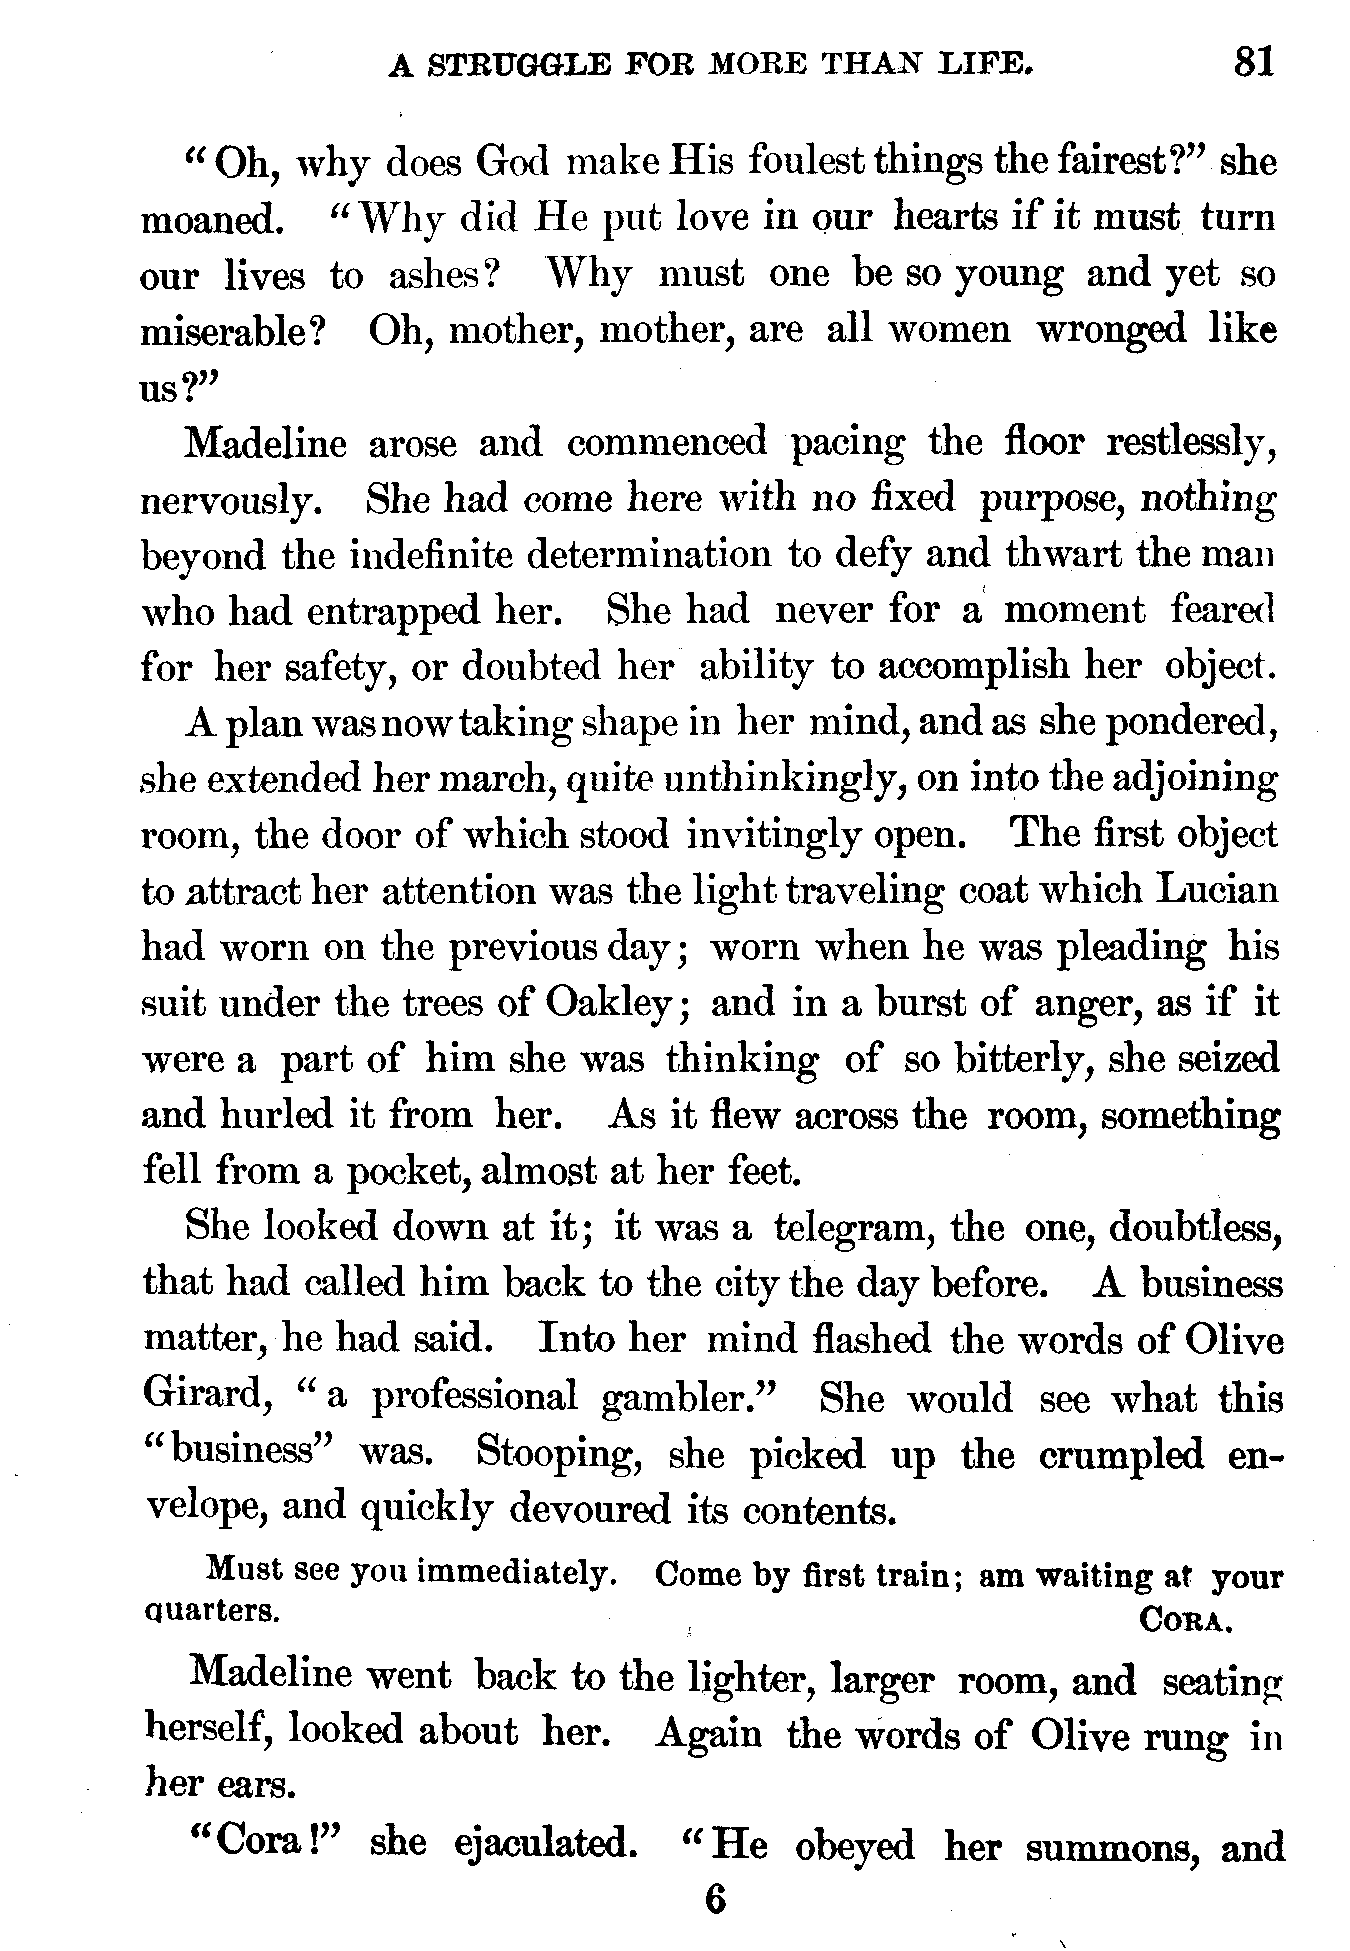 A STRUGGLE FOR MORE THAN LIFE. 81
“Oh, why does God make His foulest things the fairest?” she
moaned. “Why did He put love in our hearts if it must turn
our lives to ashes? Why must one be so young and yet so
miserable? Oh, mother, mother, are all women wronged like
us?”
Madeline arose and commenced pacing the floor restlessly,
nervously. She had come here with no fixed purpose, nothing
beyond the indefinite determination to defy and thwart the man
who had entrapped her. She had never for a moment feared
for her safety, or doubted her ability to accomplish her object.
A plan was now taking shape in her mind, and as she pondered,
she extended her march, quite unthinkingly, on into the adjoining
room, the door of which stood invitingly open. The first object
to attract her attention was the light traveling coat which Lucian
had worn on the previous day; worn when he was pleading his
suit under the trees of Oakley; and in a burst of anger, as if it
were a part of him she was thinking of so bitterly, she seized
and hurled it from her. As it flew across the room, something
fell from a pocket, almost at her feet.
She looked down at it; it was a telegram, the one, doubtless,
that had called him back to the city the day before. A business
matter, he had said. Into her mind flashed the words of Olive
Girard, “a professional gambler.” She would see what this
“business” was. Stooping, she picked up the crumpled en-
velope, and quickly devoured its contents.
Must see you immediately. Come by first train; am waiting at your
quarters. CORA.
Madeline went back to the lighter, larger room, and seating
herself, looked about her. Again the words of Olive rung in
her ears.
“Cora!” she ejaculated. “He obeyed her summons, and
6